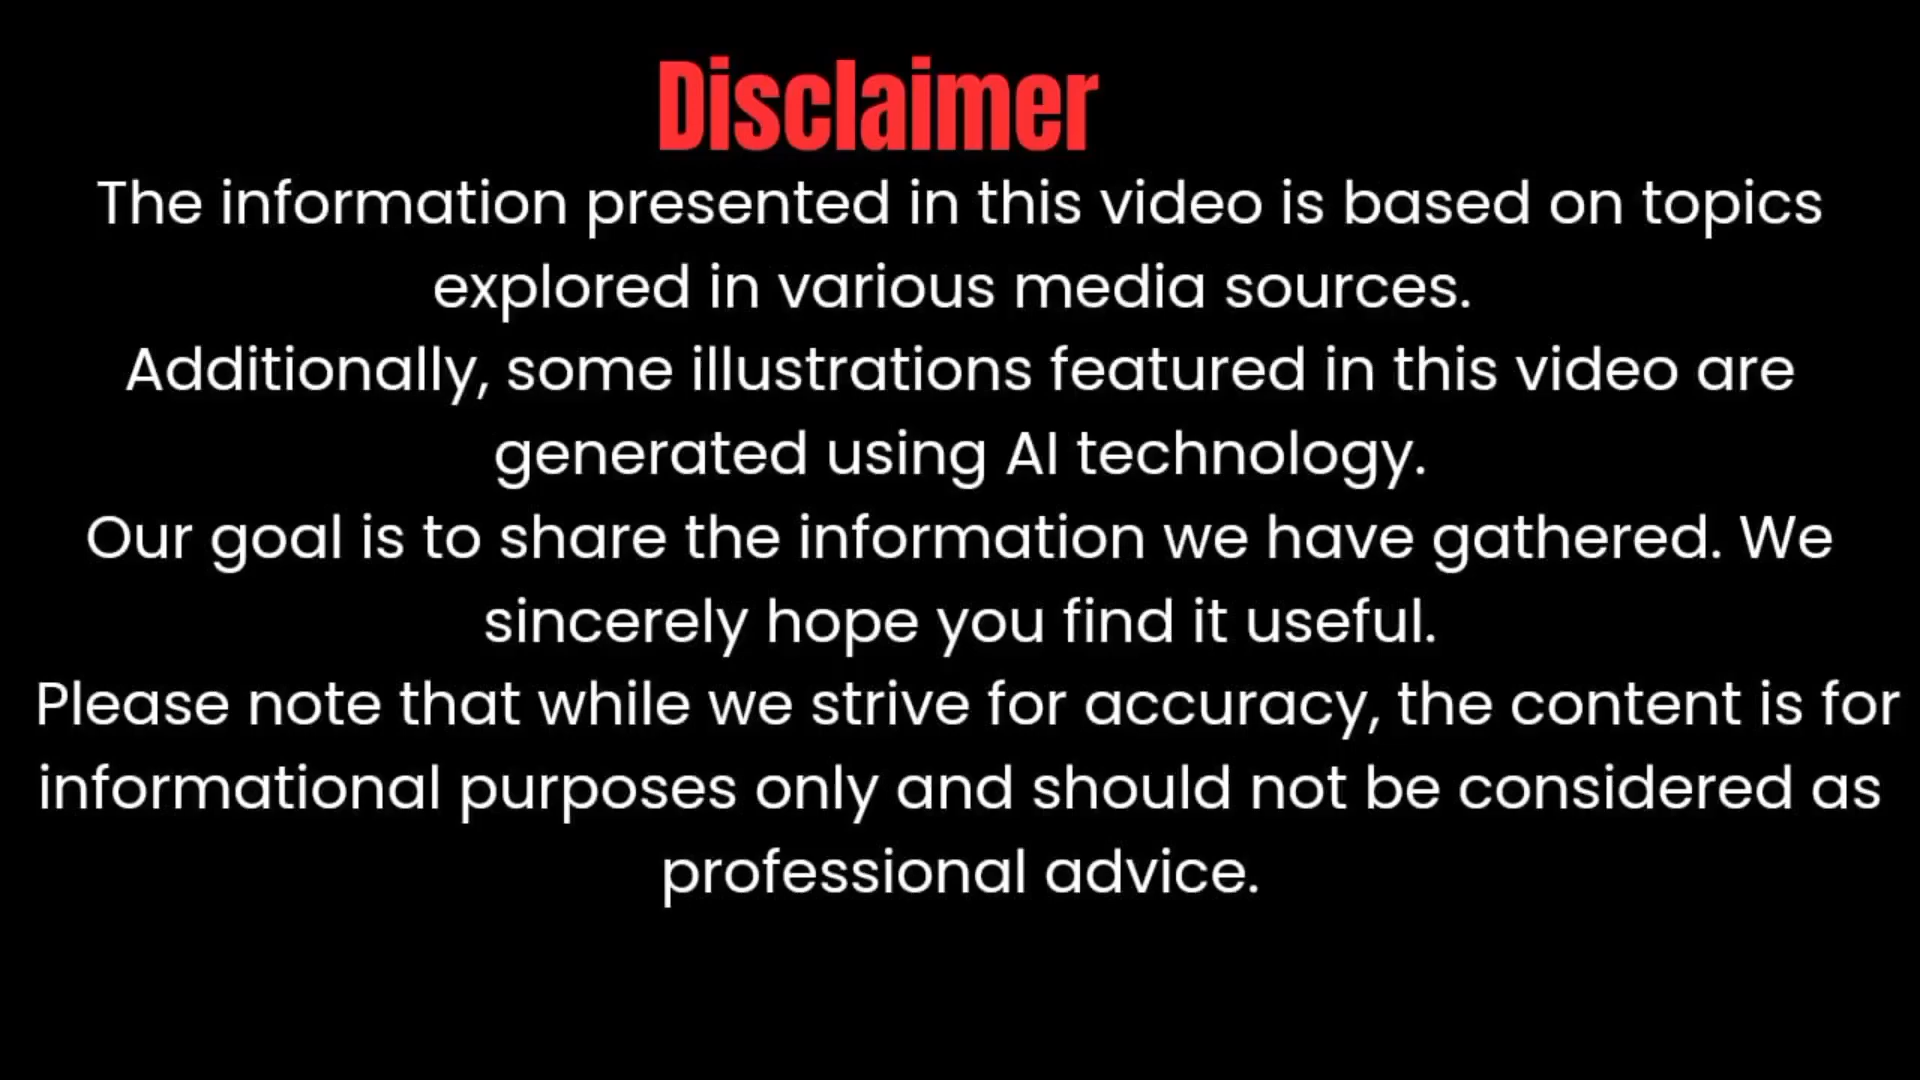 Disclaimer
The information presented in this video is based on topics
explored in various media sources.
Additionally, some illustrations featured in this video are
generated using AI technology.
Our goal is to share the information we have gathered. We
sincerely hope you find it useful.
Please note that while we strive for accuracy, the content is for
informational purposes only and should not be considered as
professional advice.